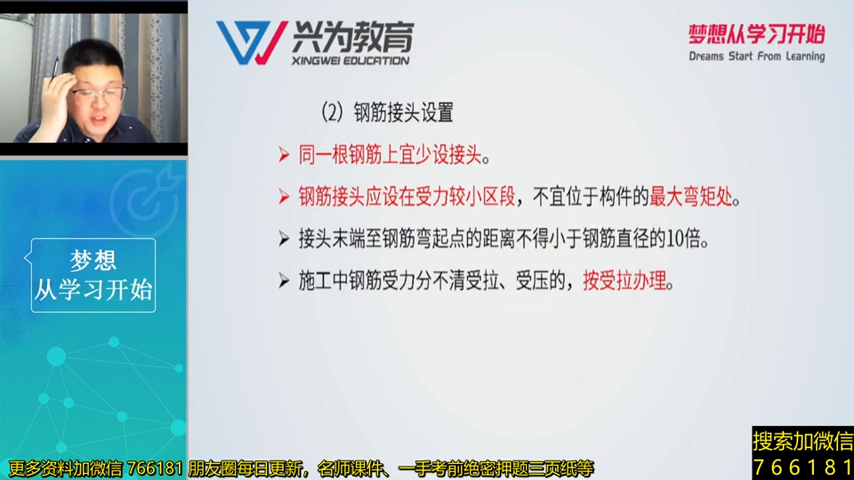 兴为教育
XINGWEI EDUCATION
梦想从学习开始
Dreams Start From Learning
（2）钢筋接头设置
同一根钢筋上宜少设接头。
钢筋接头应设在受力较小区段，不宜位于构件的最大弯矩处。
接头末端至钢筋弯起点的距离不得小于钢筋直径的10倍。
施工中钢筋受力分不清受拉、受压的，按受拉办理。
梦想
从学习开始
搜索加微信
766181
更多资料加微信 766181 朋友圈每日更新，名师课件、一手考前绝密押题三页纸等